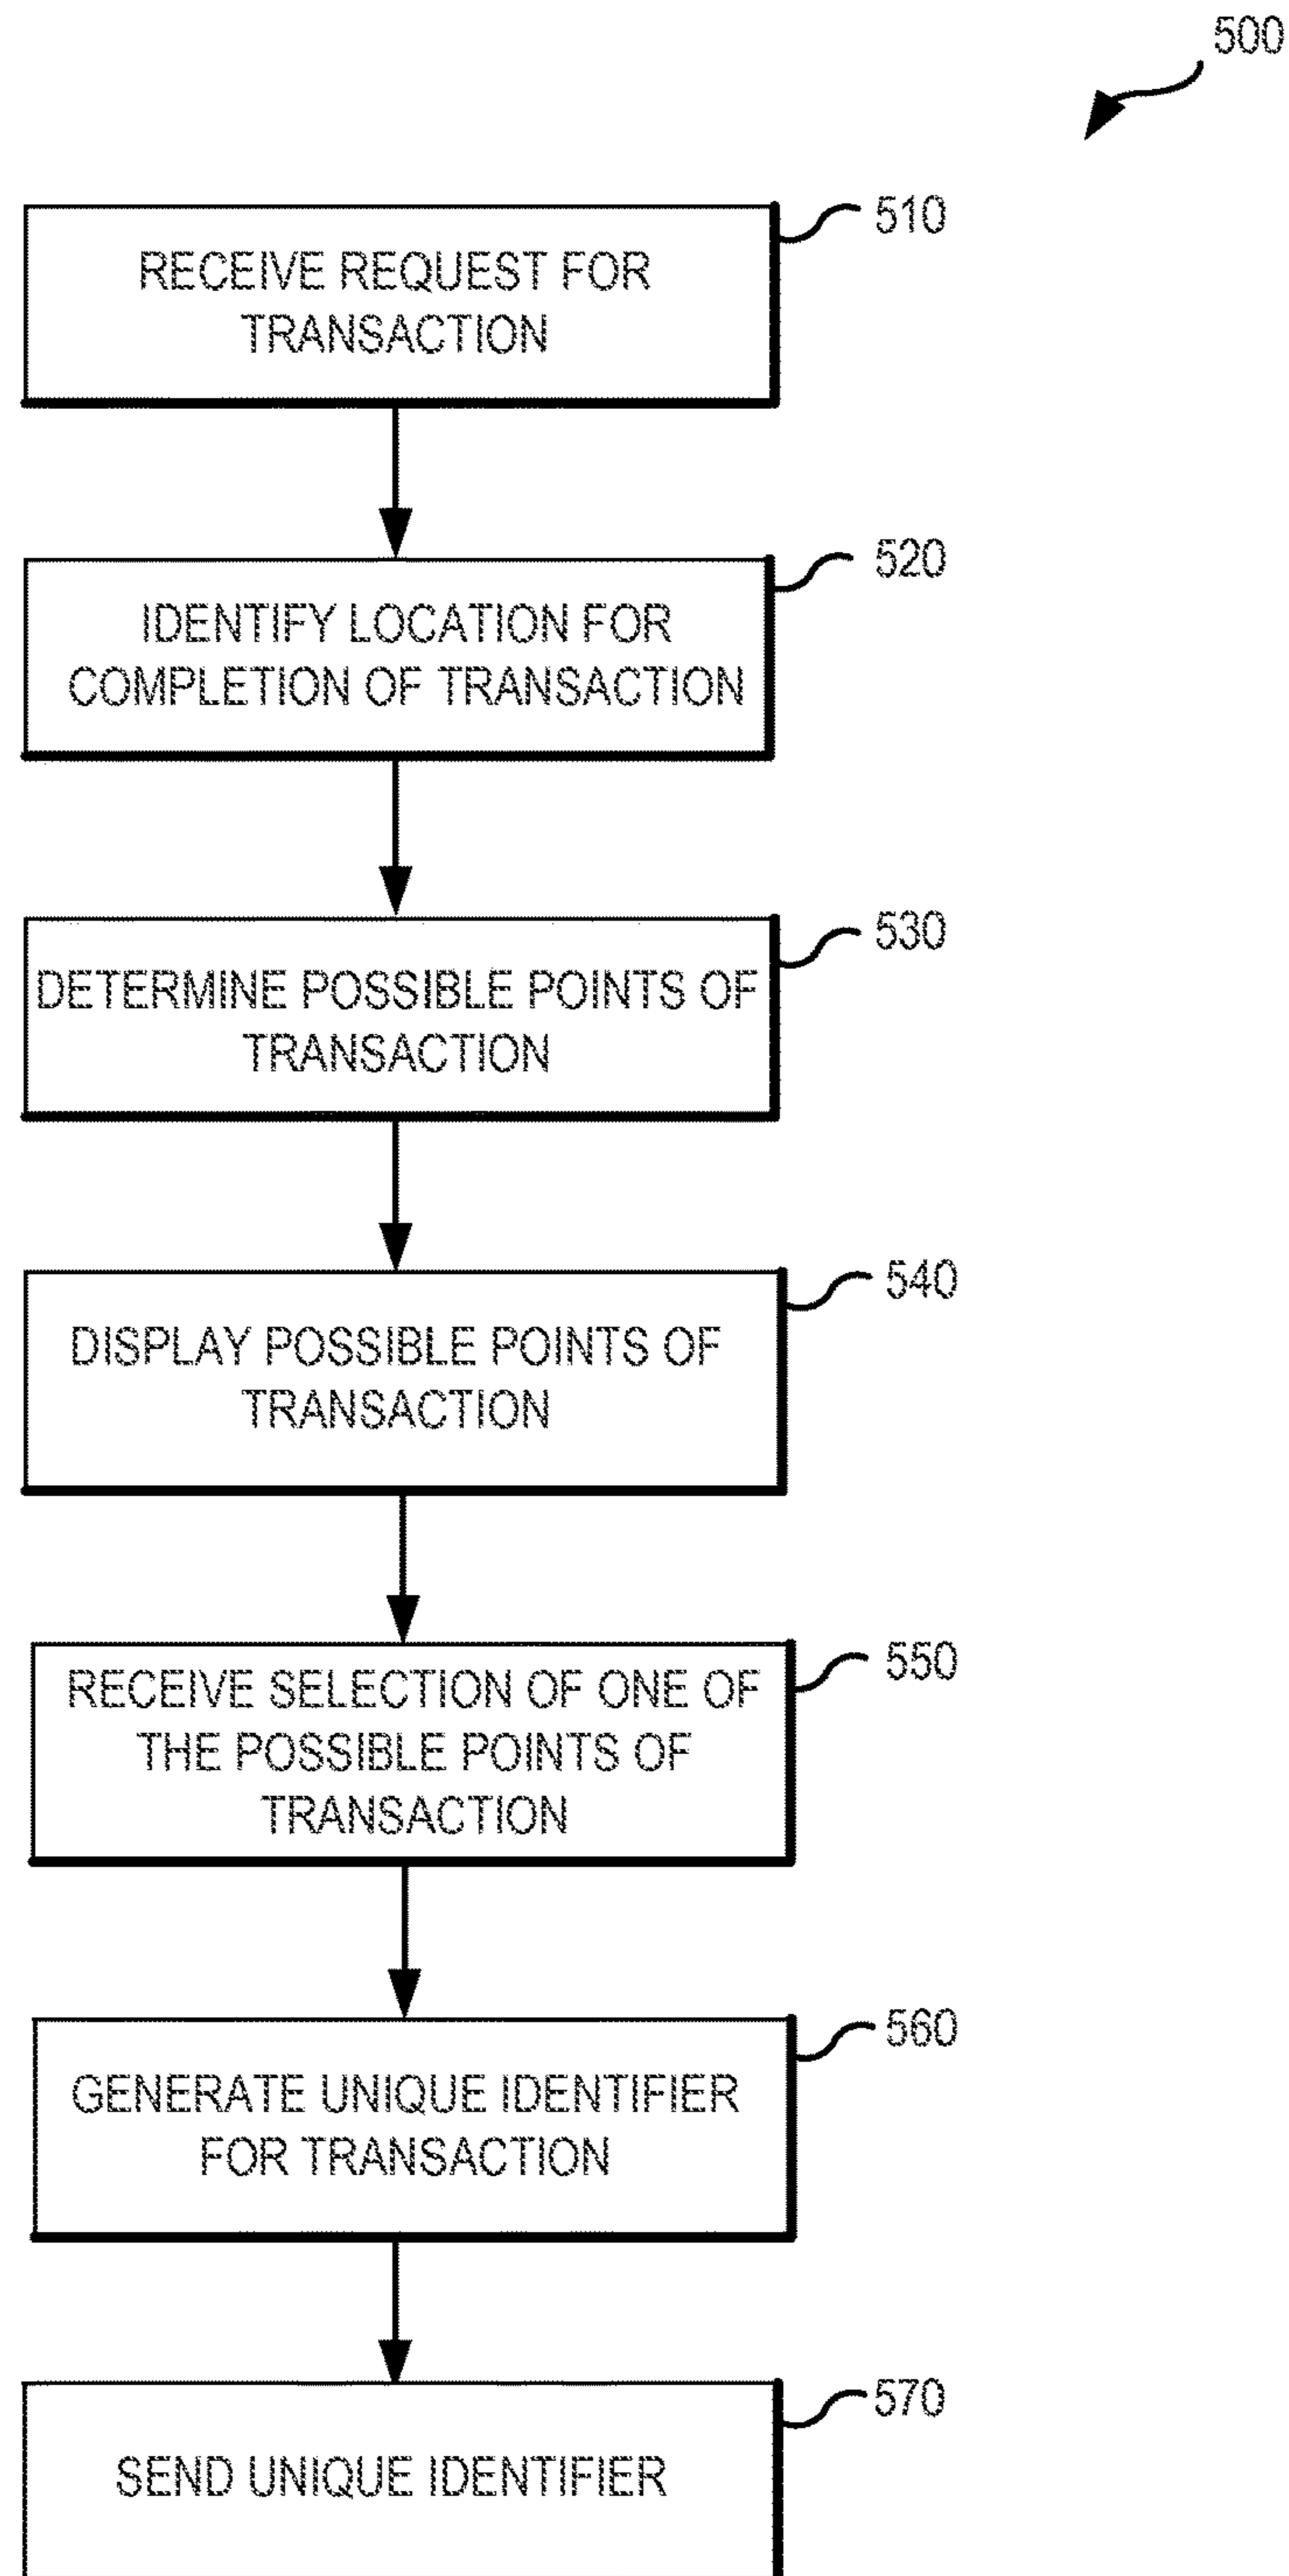 500
510
RECEIVE REQUEST FOR
TRANSACTION
520
IDENTIFY LOCATION FOR
COMPLETION OF TRANSACTION
530
DETERMINE POSSIBLE POINTS OF
TRANSACTION
540
DISPLAY POSSIBLE POINTS OF
TRANSACTION
550
RECEIVE SELECTION OF ONE OF
THE POSSIBLE POINTS OF
TRANSACTION
560
GENERATE UNIQUE IDENTIFIER
FOR TRANSACTION
570
SEND UNIQUE IDENTIFIER